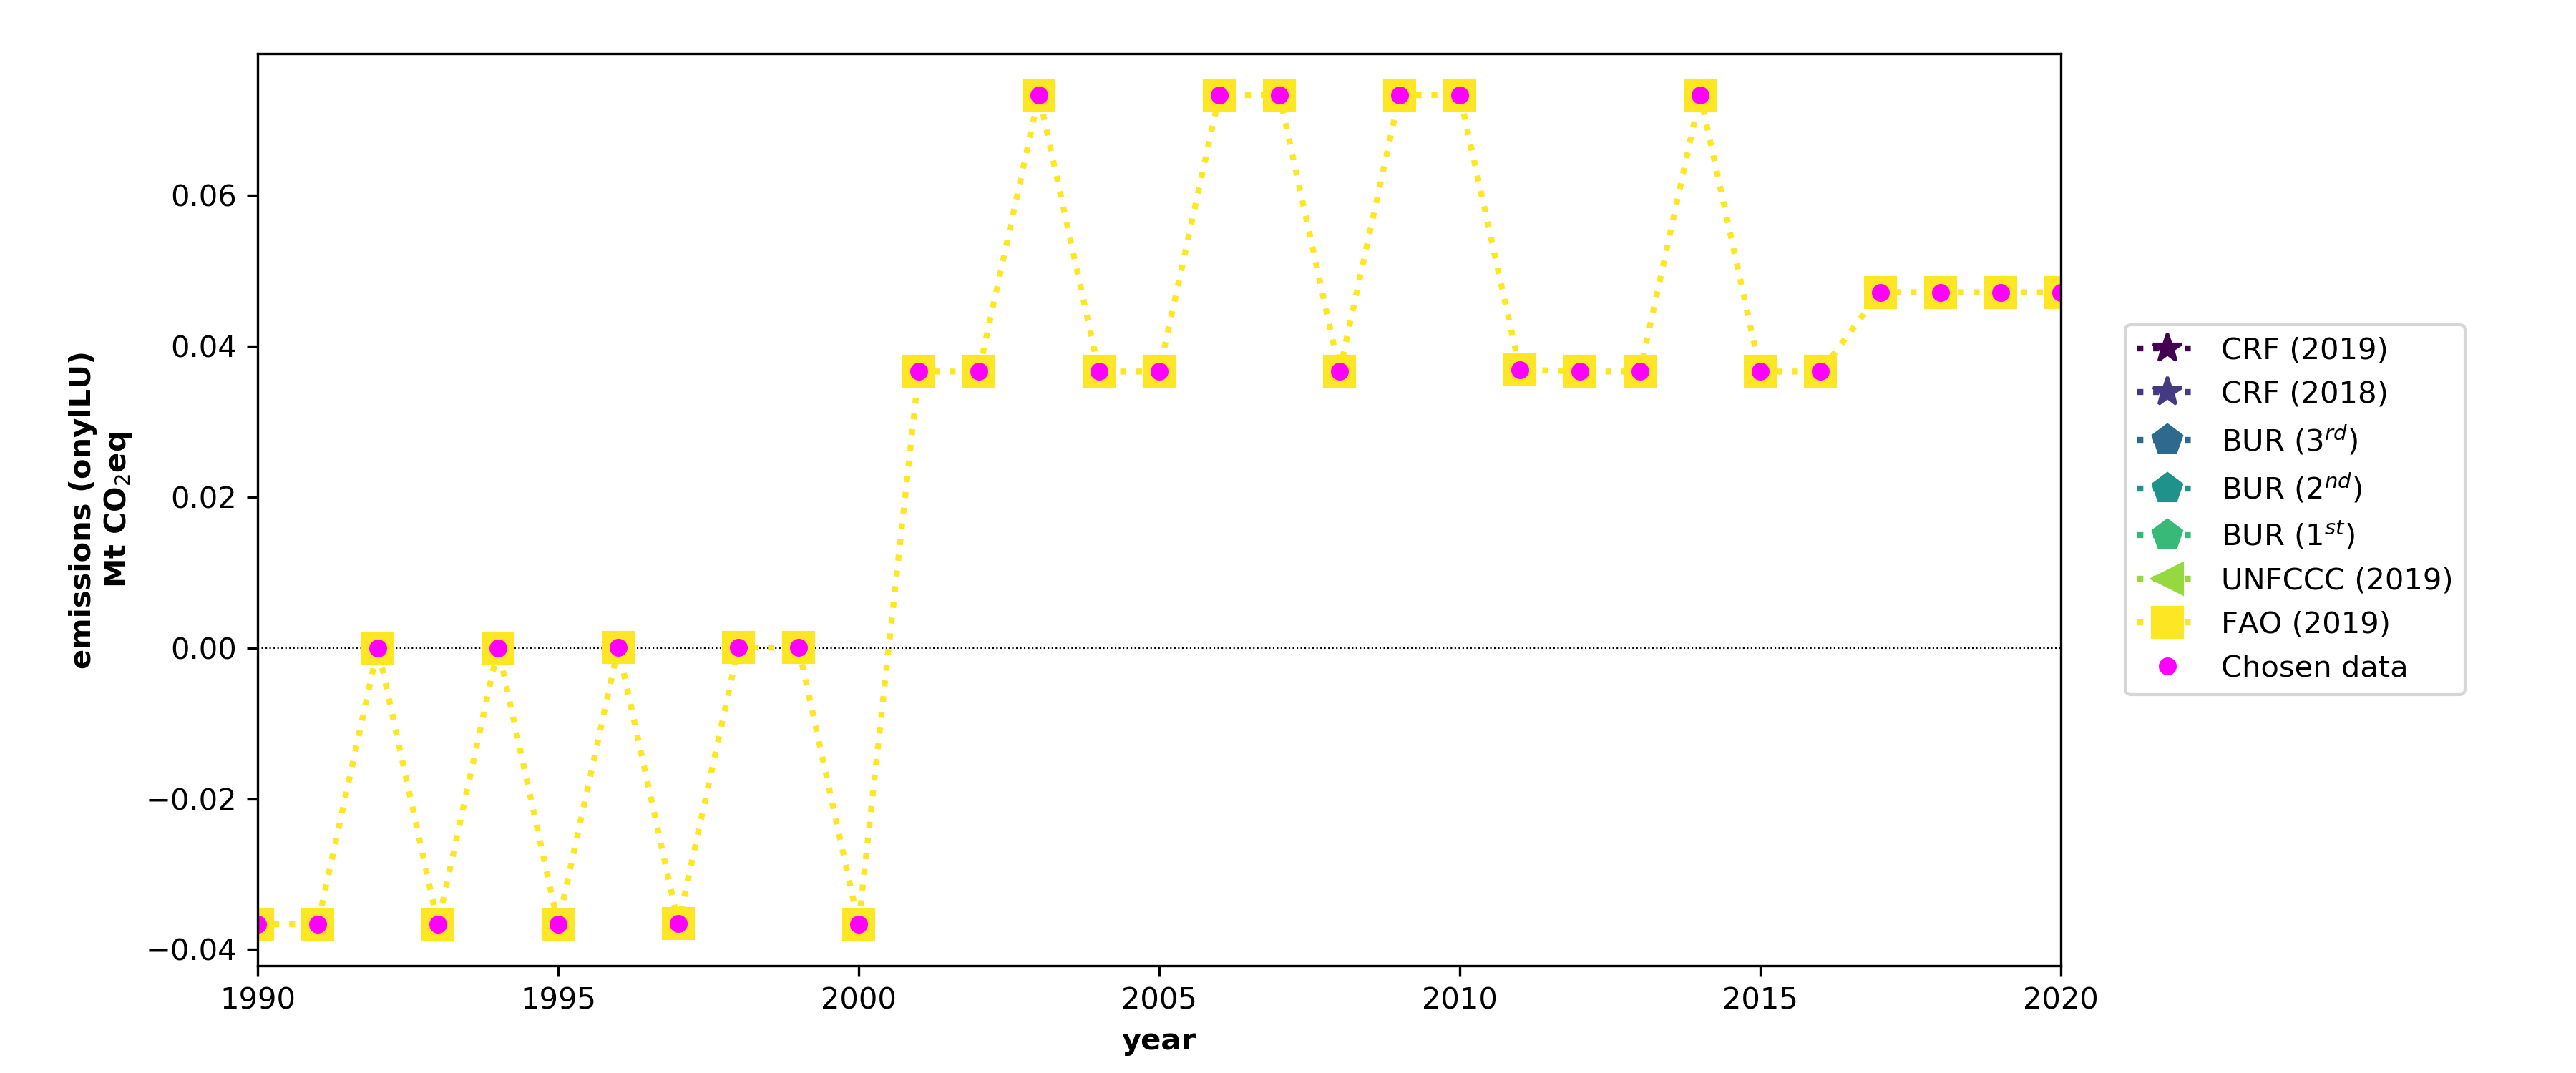 emissions (onylLU)
Mt CO₂eq
0.06
0.04
0.02
0.00
−0.02
−0.04
1990
1995
2000
2005
2010
2015
2020
year
CRF (2019)
CRF (2018)
BUR (3ʳᵈ)
BUR (2ⁿᵈ)
BUR (1ˢᵗ)
UNFCCC (2019)
FAO (2019)
Chosen data